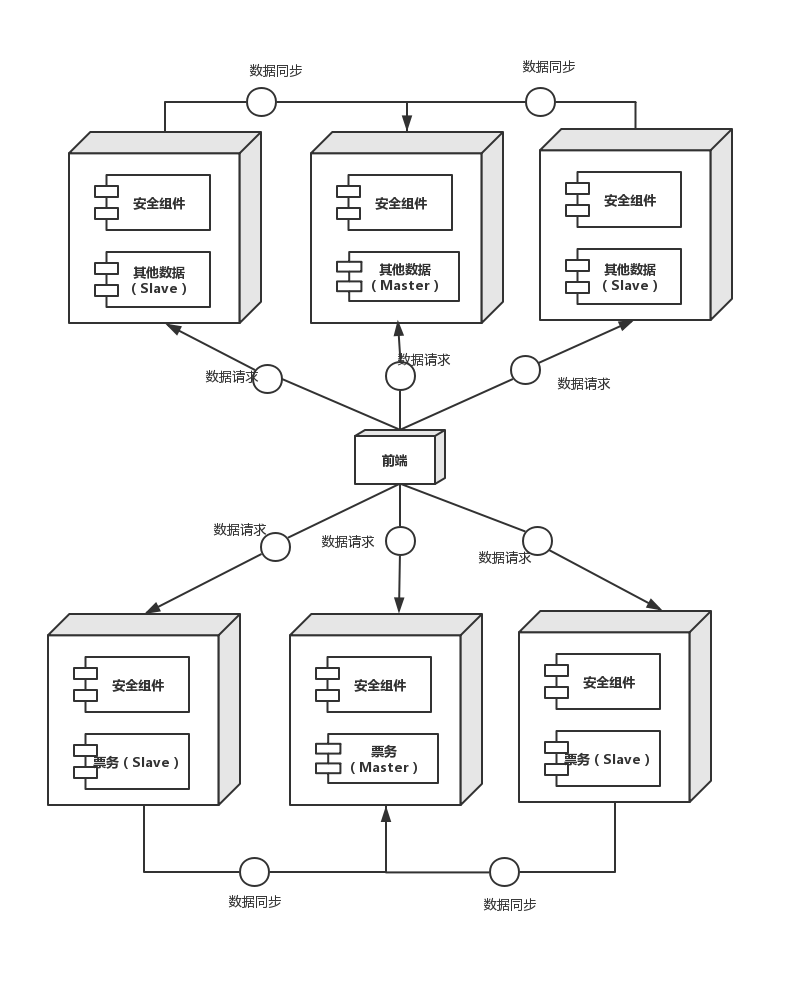 数据同步
数据同步
安全组件
安全组件
安全组件
其他数据
（Slave）
其他数据
（Master）
其他数据
（Slave）
数据请求
数据请求
数据请求
前端
数据请求
数据请求
数据请求
安全组件
安全组件
安全组件
票务（Slave）
票务
（Master）
票务（Slave）
数据同步
数据同步